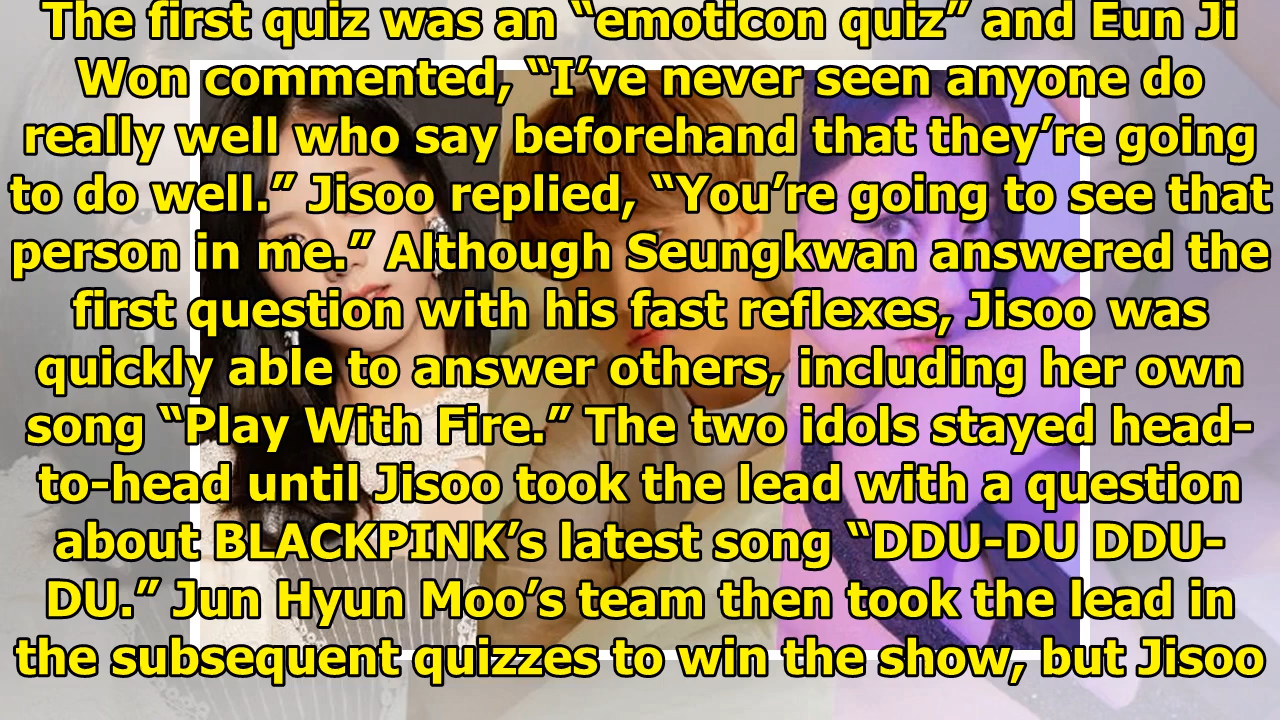 The first quiz was an “emoticon quiz” and Eun Ji
Won commented, “I’ve never seen anyone do
really well who say beforehand that they’re going
to do well.” Jisoo replied, “You’re going to see that
person in me.” Although Seungkwan answered the
first question with his fast reflexes, Jisoo was
quickly able to answer others, including her own
song “Play With Fire.” The two idols stayed head-
to-head until Jisoo took the lead with a question
about BLACKPINK’s latest song “DDU-DU DDU-
DU.” Jun Hyun Moo’s team then took the lead in
the subsequent quizzes to win the show, but Jisoo